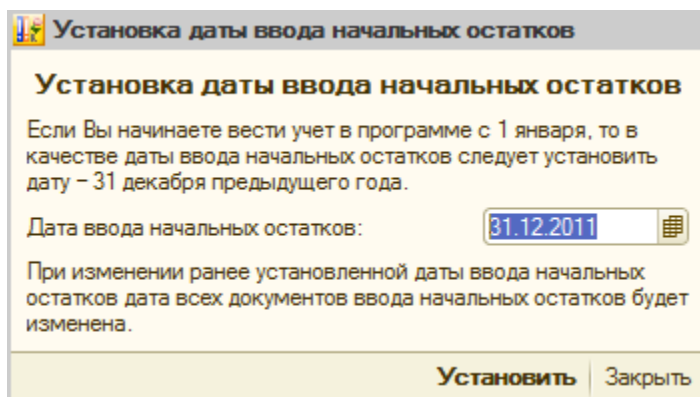 Установка даты ввода начальных остатков
Установка даты ввода начальных остатков
Если Вы начинаете вести учет в программе с 1 января, то в
качестве даты ввода начальных остатков следует установить
дату – 31 декабря предыдущего года.
Дата ввода начальных остатков: 31.12.2011
При изменении ранее установленной даты ввода начальных
остатков дата всех документов ввода начальных остатков будет
изменена.
Установить Закрыть